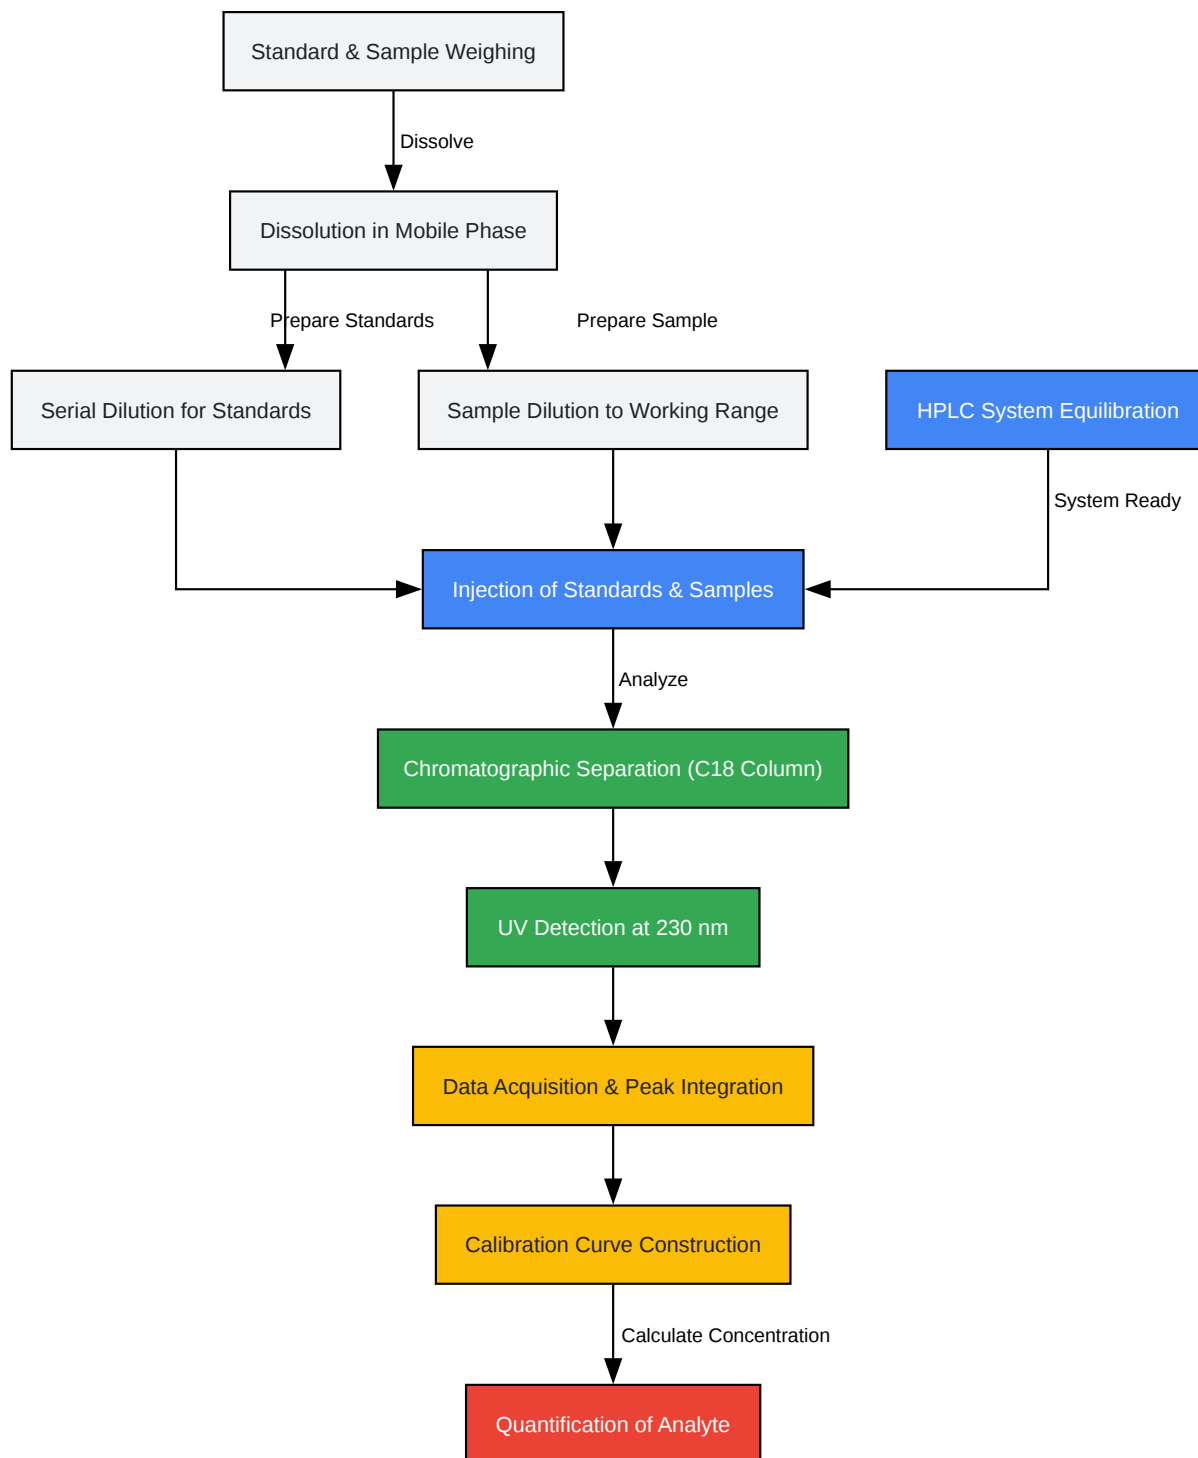 Standard & Sample Weighing
Dissolve
Dissolution in Mobile Phase
Prepare Standards
Prepare Sample
Serial Dilution for Standards
Sample Dilution to Working Range
HPLC System Equilibration
System Ready
Injection of Standards & Samples
Analyze
Chromatographic Separation (C18 Column)
UV Detection at 230 nm
Data Acquisition & Peak Integration
Calibration Curve Construction
Calculate Concentration
Quantification of Analyte